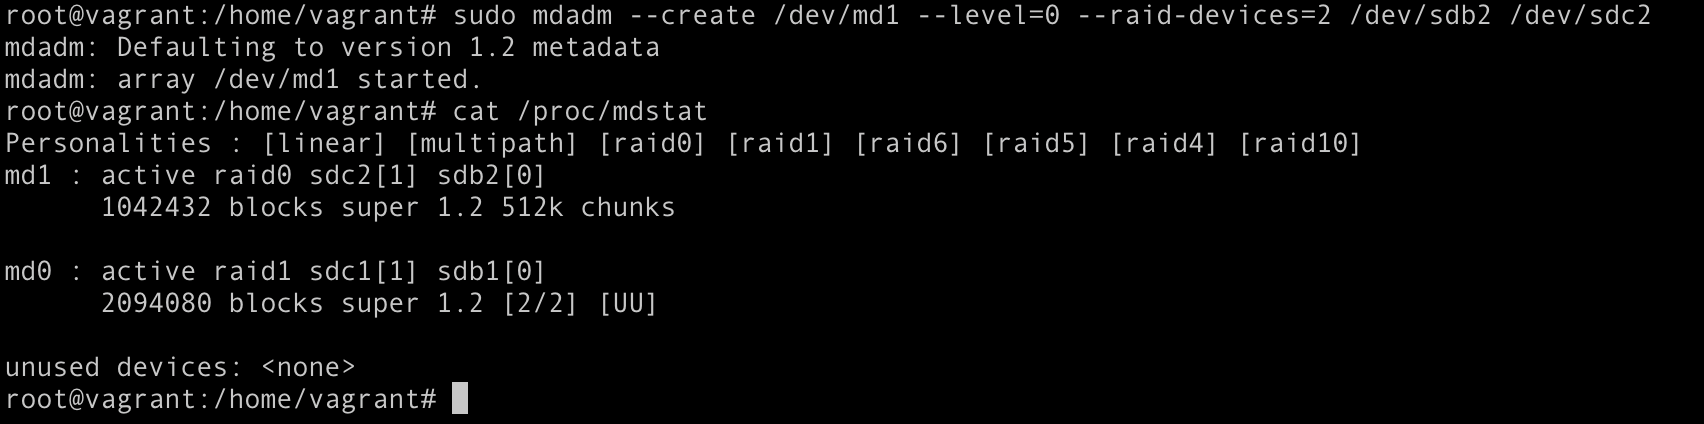 root@vagrant:/home/vagrant# sudo mdadm --create /dev/md1 --level=0 --raid-devices=2 /dev/sdb2 /dev/sdc2
mdadm: Defaulting to version 1.2 metadata
mdadm: array /dev/md1 started.
root@vagrant:/home/vagrant# cat /proc/mdstat
Personalities : [linear] [multipath] [raid0] [raid1] [raid6] [raid5] [raid4] [raid10]
md1 : active raid0 sdc2[1] sdb2[0]
      1042432 blocks super 1.2 512k chunks

md0 : active raid1 sdc1[1] sdb1[0]
      2094080 blocks super 1.2 [2/2] [UU]

unused devices: <none>
root@vagrant:/home/vagrant#